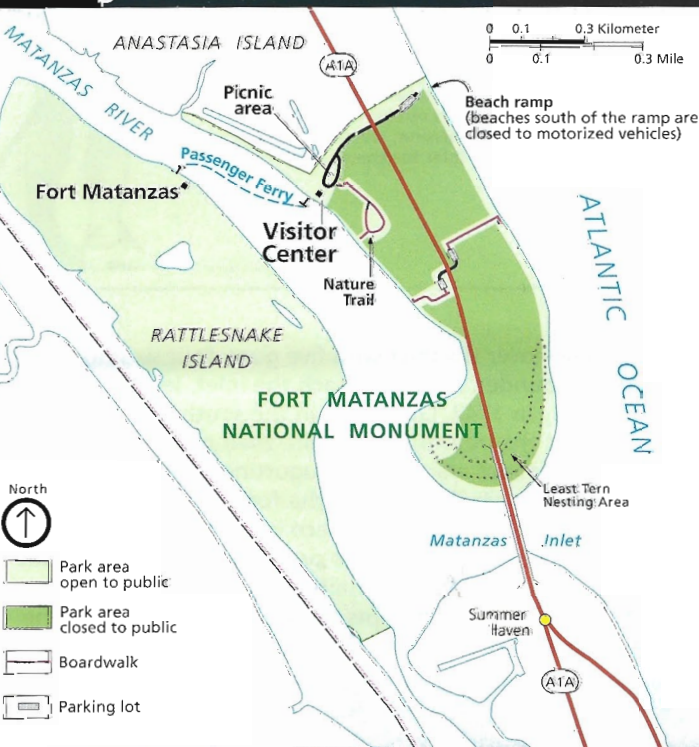 ANASTASIA ISLAND
MATANZAS RIVER
A1A
0 0.1 0.3 Kilometer
0 0.1 0.3 Mile
Picnic
area
Beach ramp
(beaches south of the ramp are
closed to motorized vehicles)
Passenger Ferry
Fort Matanzas
Visitor
Center
Nature
Trail
ATLANTIC OCEAN
RATTLESNAKE
ISLAND
FORT MATANZAS
NATIONAL MONUMENT
Least Tern
Nesting Area
Matanzas Inlet
Summer
Haven
A1A
North
Park area
open to public
Park area
closed to public
Boardwalk
Parking lot